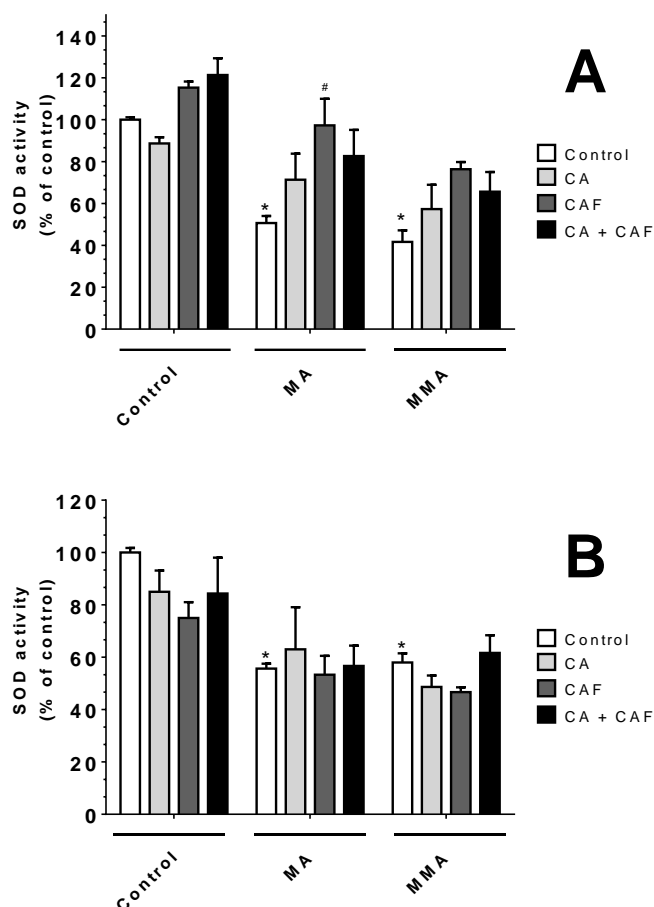 A
SOD activity
(% of control)
140
120
100
80
60
40
20
0
#
*
*
Control
CA
CAF
CA + CAF
Control
MA
MMA
B
SOD activity
(% of control)
120
100
80
60
40
20
0
*
*
Control
CA
CAF
CA + CAF
Control
MA
MMA